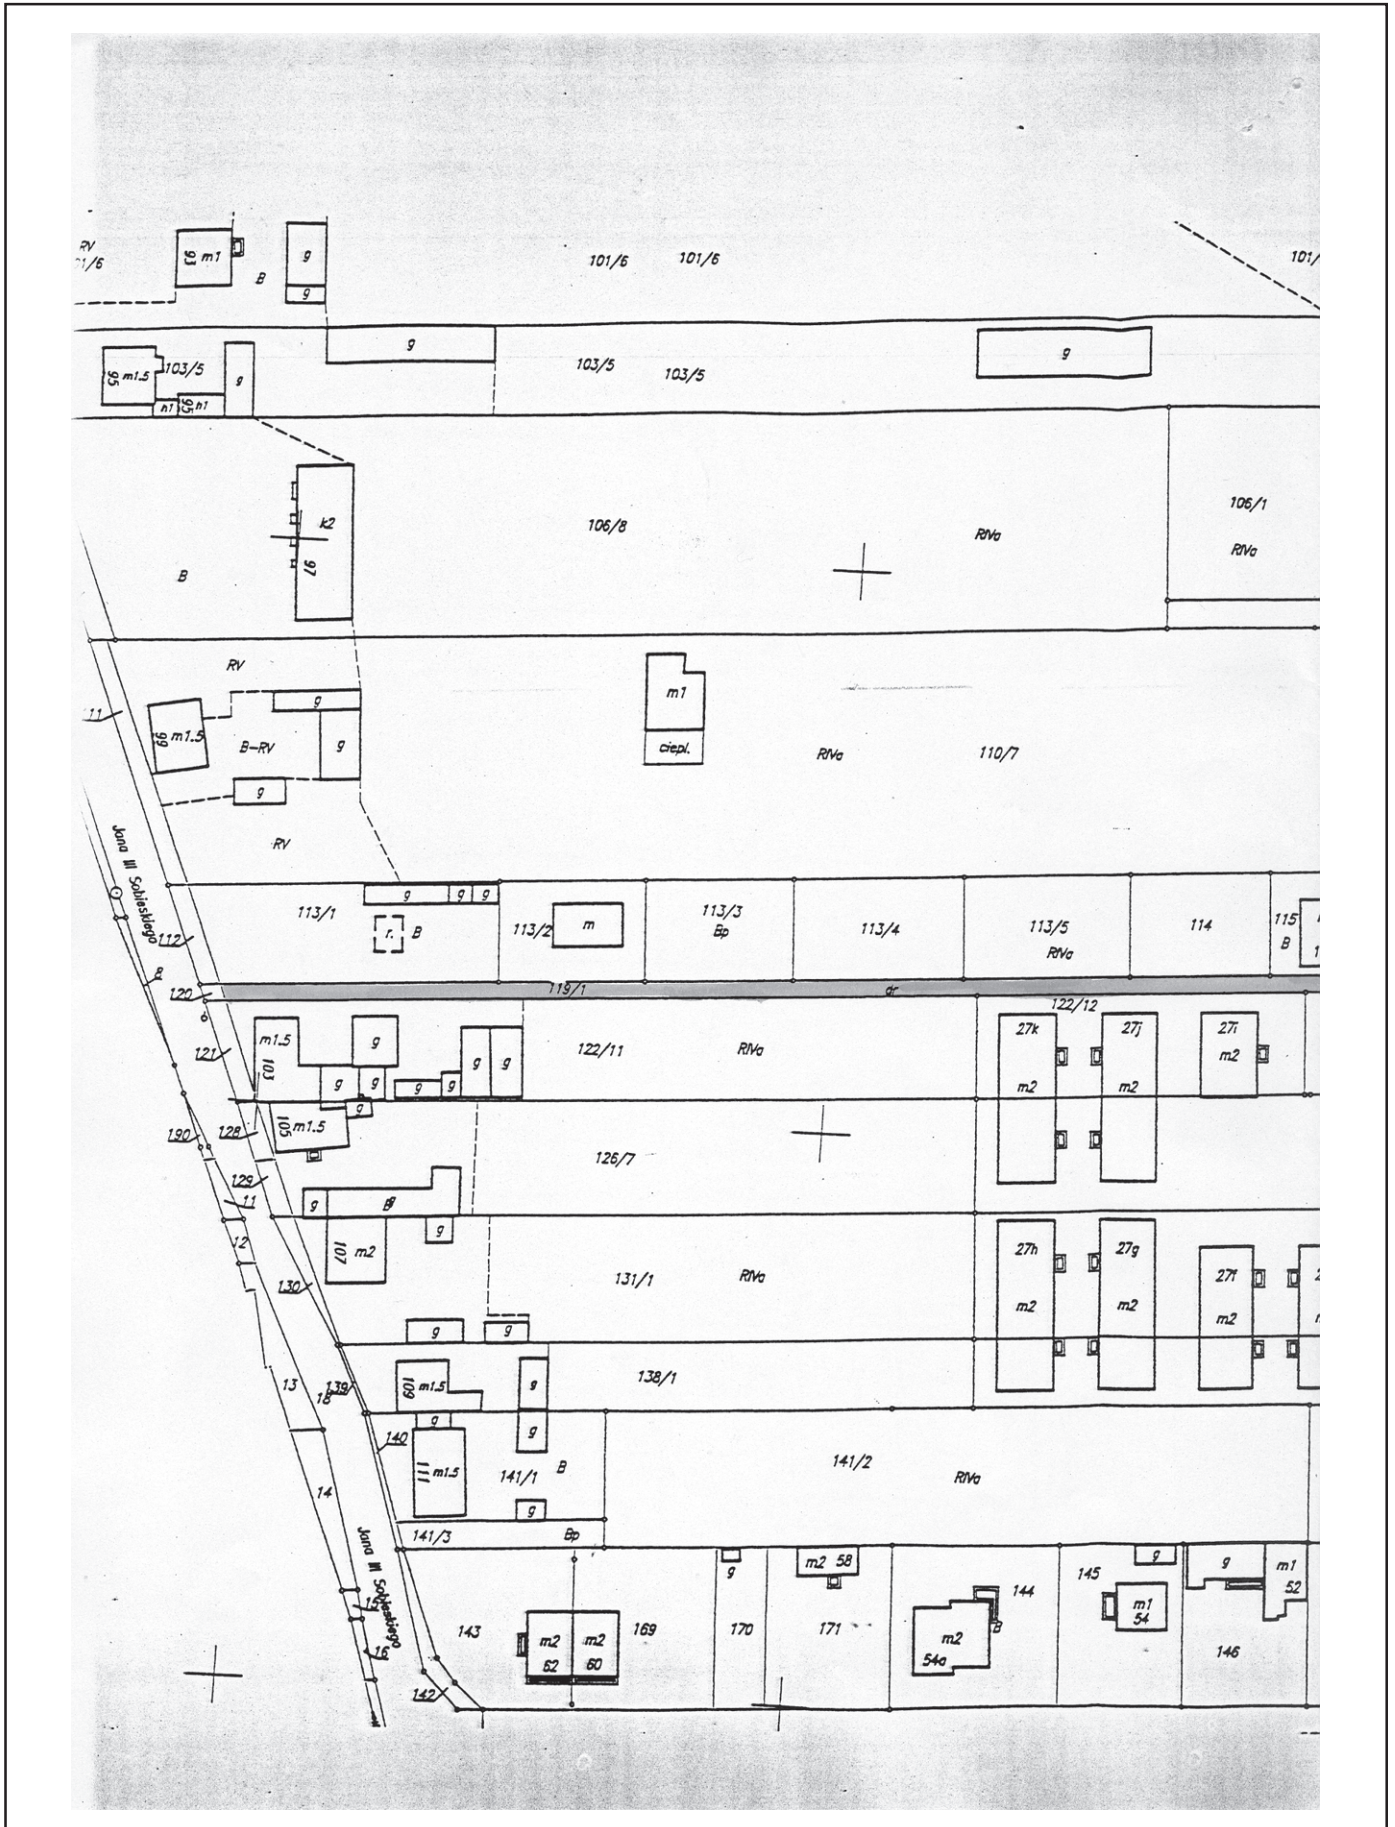 RV
m1
93
g
B
g
101/6
101/6
g
g
103/5
m1.5
95
g
h1
95
h1
103/5
103/5
106/1
k2
106/8
RIVa
RIVa
97
B
RV
m1
g
99
m1.5
B-RV
g
ciepl.
RIVa
110/7
g
Jana III Sobieskiego
RV
g
g
g
113/1
r.
B
113/2
m
113/3
Bp
113/4
113/5
RIVa
114
115
B
112
8
120
119/1
dr
122/12
27k
27j
27i
m1.5
103
g
122/11
RIVa
m2
121
g
g
g
g
g
g
m2
m2
g
105
m1.5
128
190
126/7
129
11
g
B
g
12
107
m2
g
27h
27g
27f
130
131/1
RIVa
m2
m2
m2
g
g
13
18
139
109
m1.5
g
138/1
g
g
140
111
m1.5
141/1
B
141/2
RIVa
14
g
141/3
Bp
Jana III Sobieskiego
g
m2 58
g
g
m1
52
15
144
145
m1
54
143
m2
62
m2
60
169
170
171
m2
54a
B
146
16
142